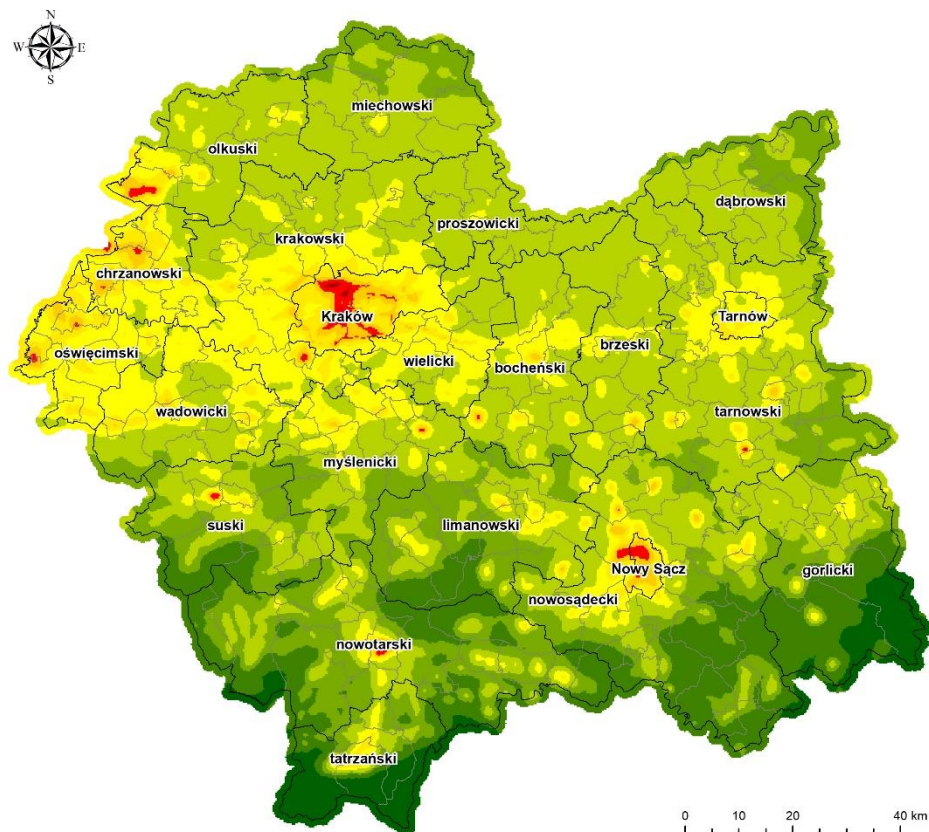 N
W E
S
miechowski
olkuski
dąbrowski
proszowicki
krakowski
chrzanowski
Kraków
Tarnów
oświęcimski
wielicki
bocheński
brzeski
wadowicki
tarnowski
myślenicki
suski
limanowski
Nowy Sącz
gorlicki
nowosądecki
nowotarski
tatrzański
0 10 20 40 km